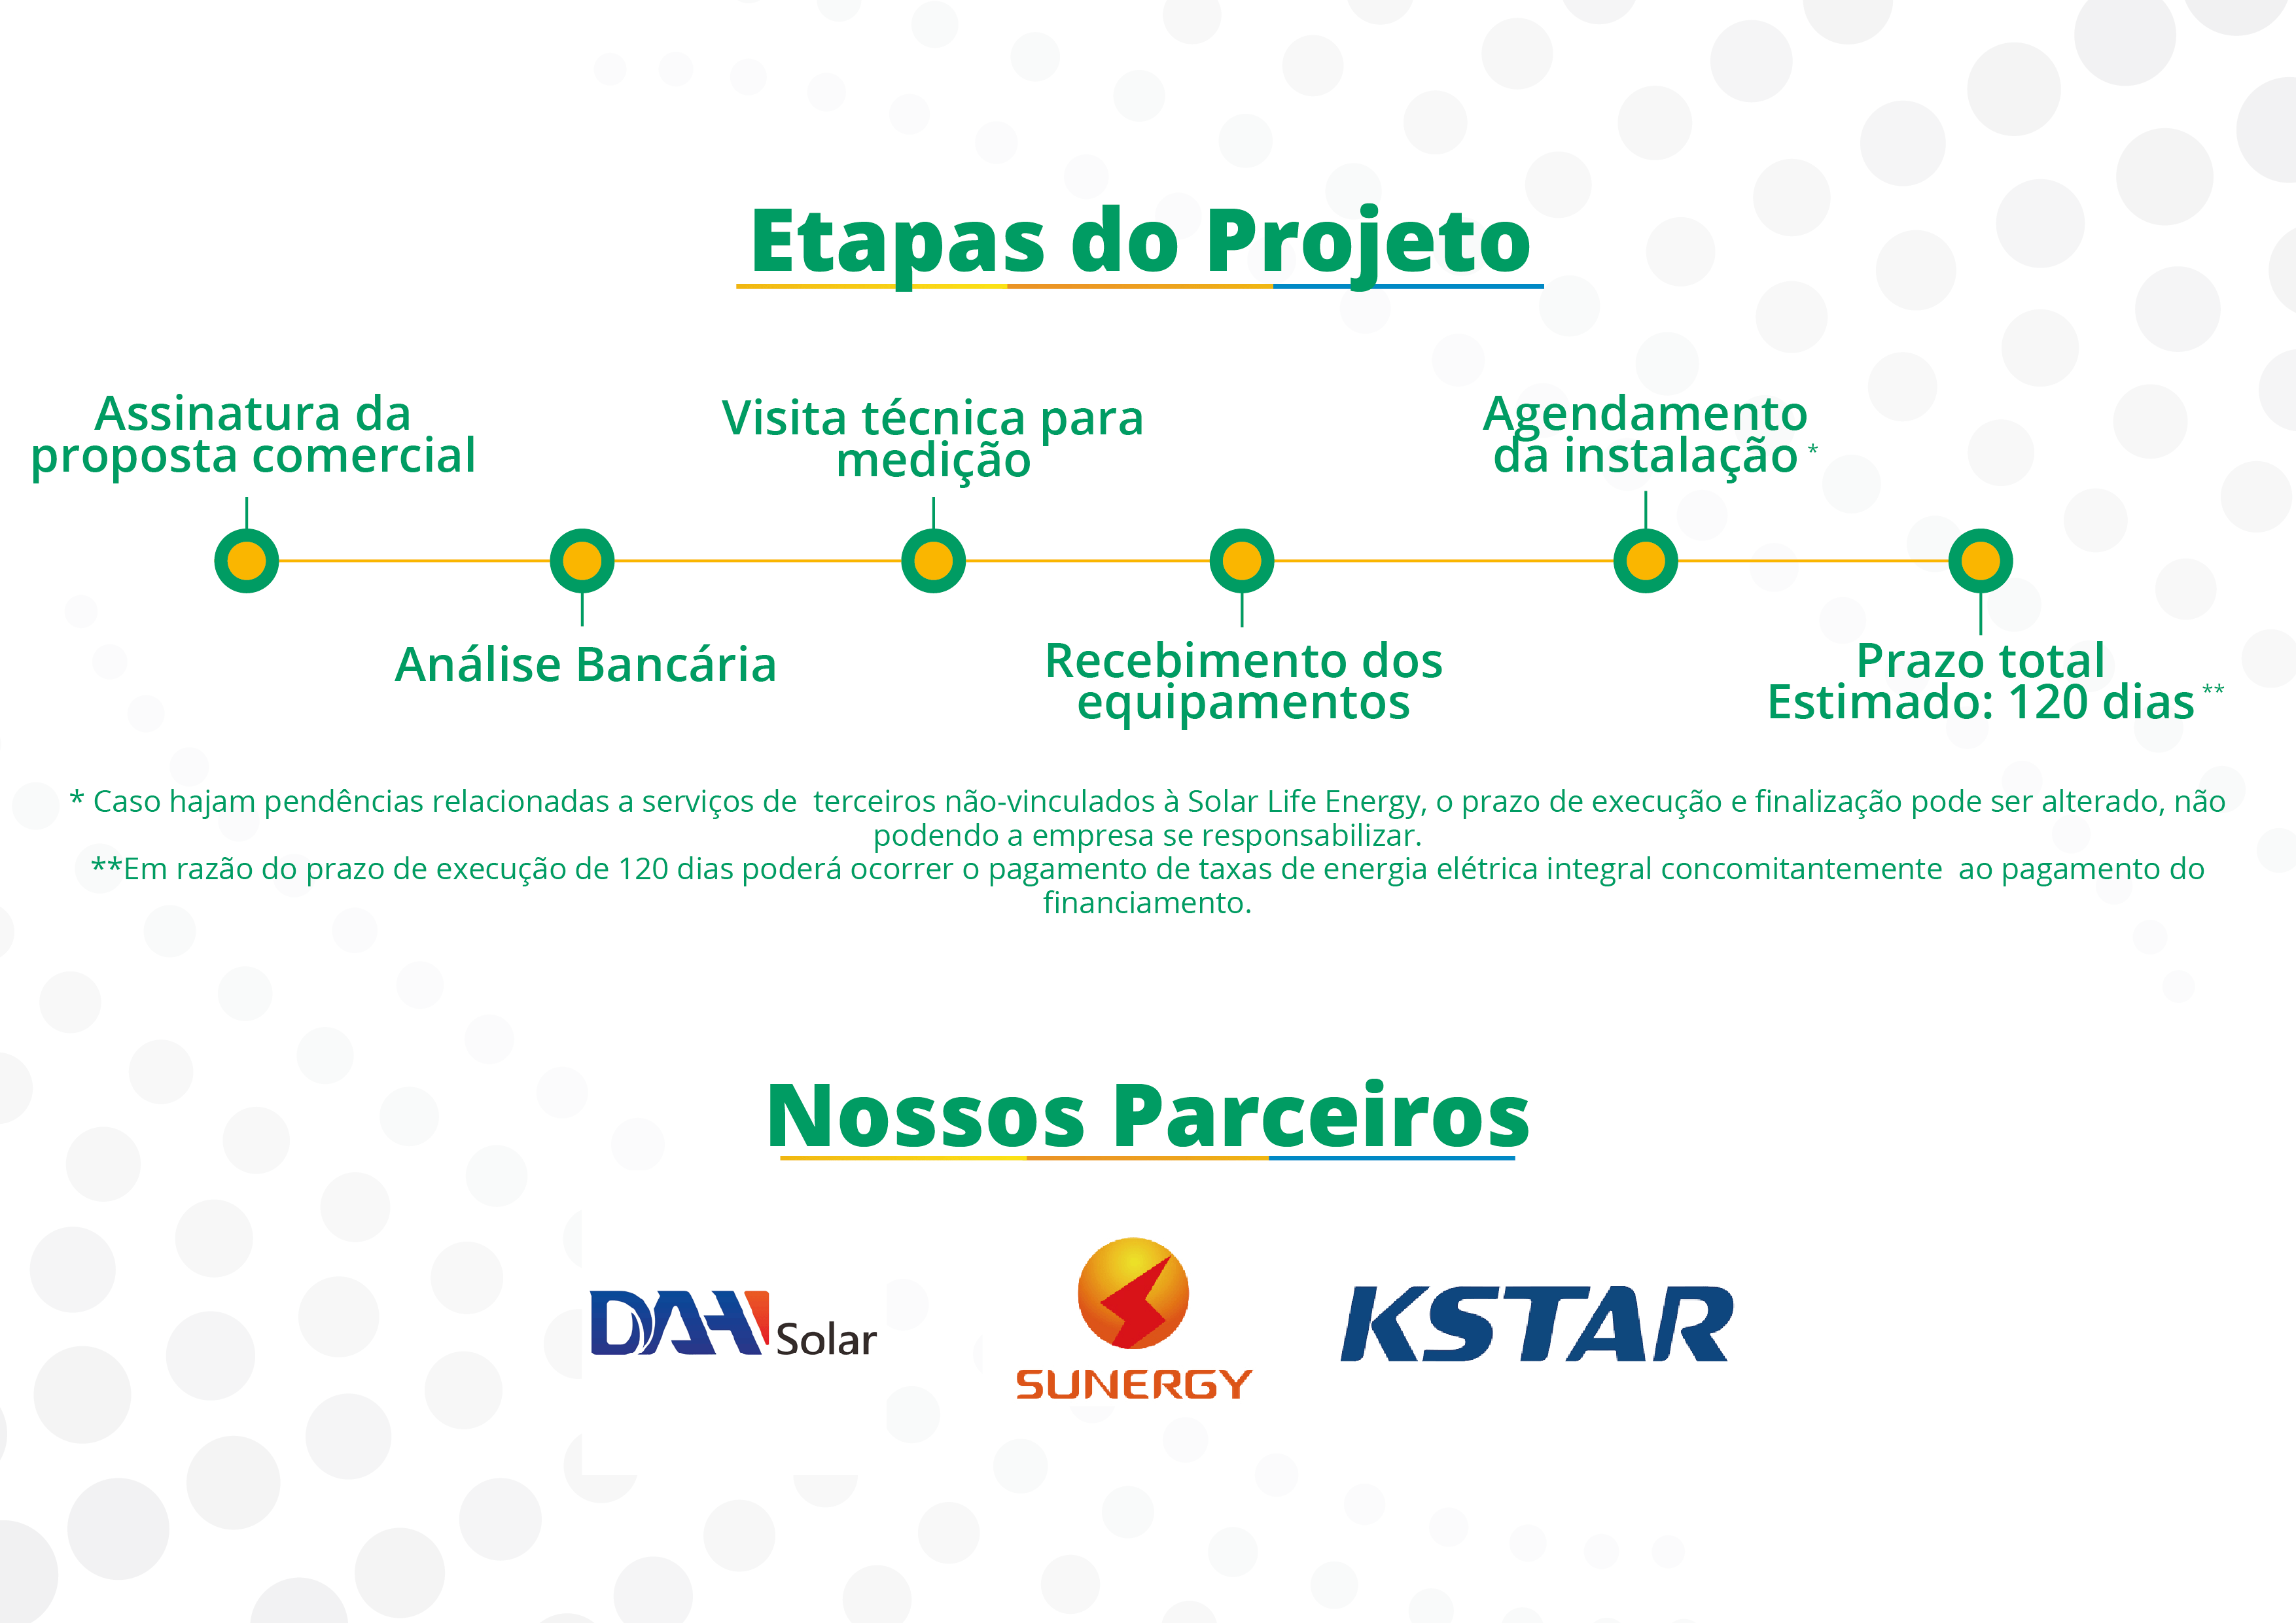 Etapas do Projeto
Assinatura da
proposta comercial
Visita técnica para
medição
Agendamento
da instalação *
Análise Bancária
Recebimento dos
equipamentos
Prazo total
Estimado: 120 dias **
* Caso hajam pendências relacionadas a serviços de  terceiros não-vinculados à Solar Life Energy, o prazo de execução e finalização pode ser alterado, não
podendo a empresa se responsabilizar.
**Em razão do prazo de execução de 120 dias poderá ocorrer o pagamento de taxas de energia elétrica integral concomitantemente  ao pagamento do
financiamento.
Nossos Parceiros
DAH Solar
SUNERGY
KSTAR